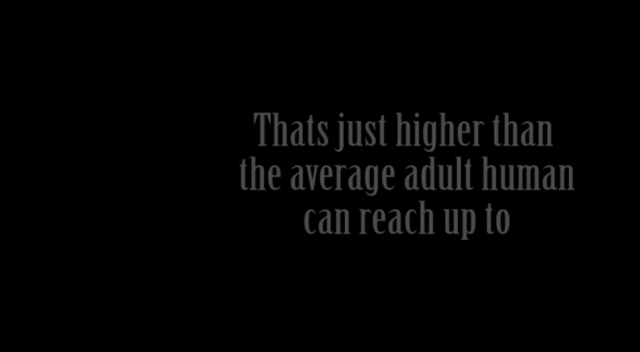 Thats just higher than
the average adult human
can reach up to